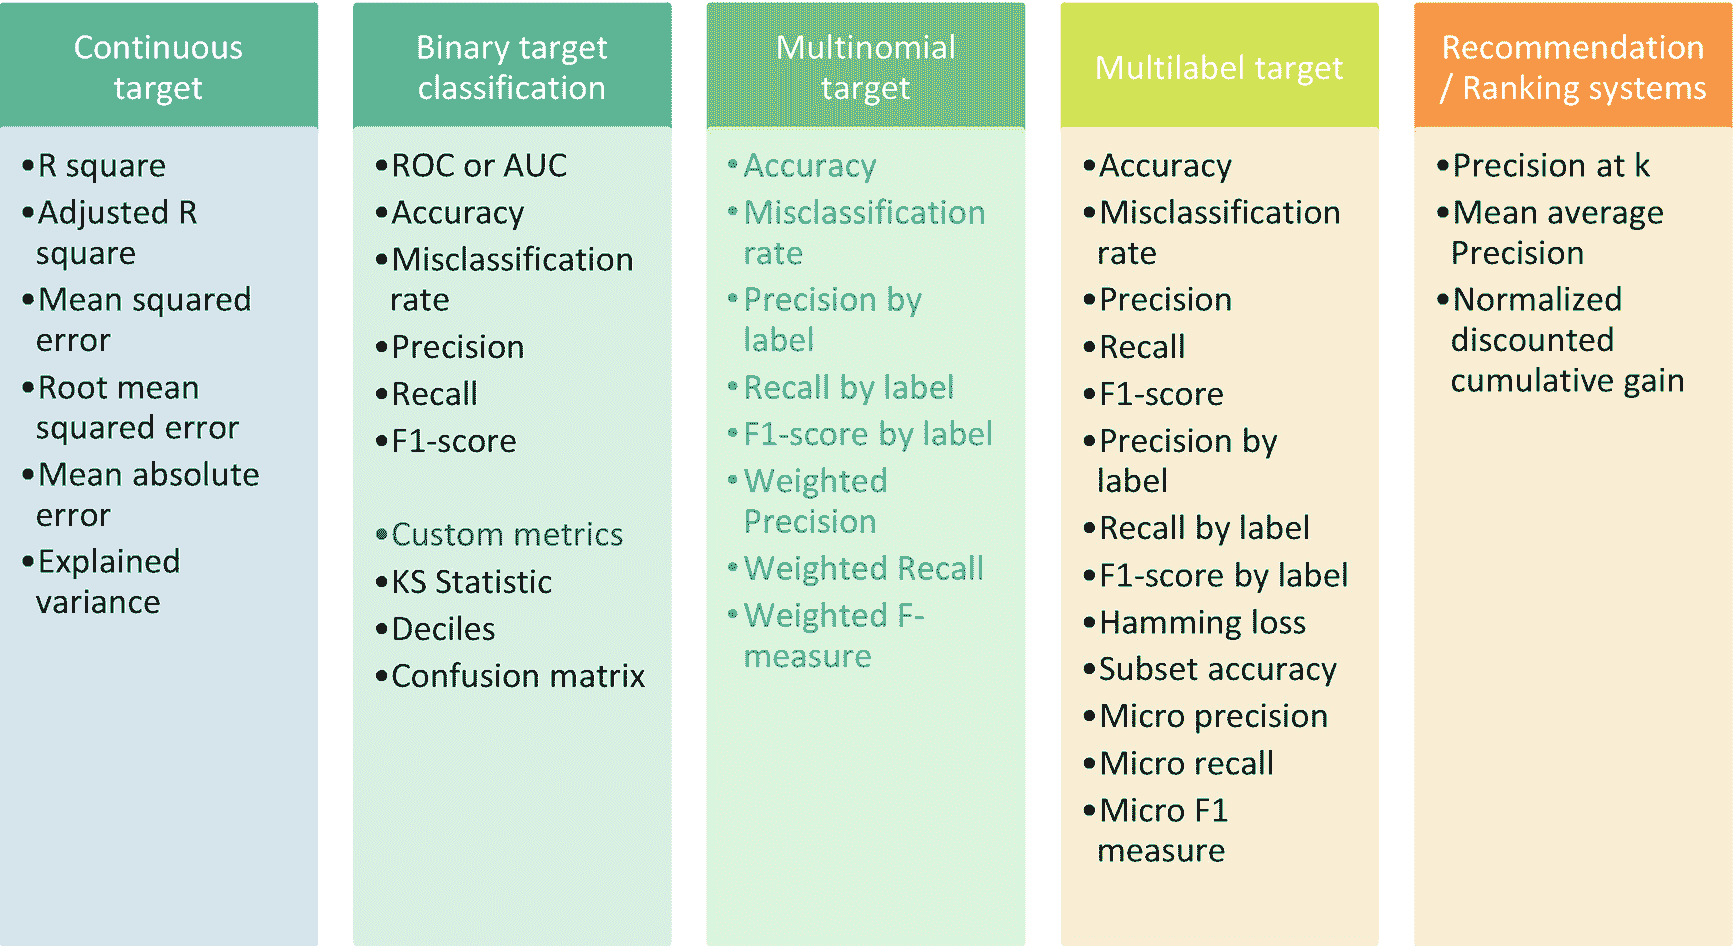 Continuous
target
•R square
•Adjusted R
square
•Mean squared
error
•Root mean
squared error
•Mean absolute
error
•Explained
variance
Binary target
classification
•ROC or AUC
•Accuracy
•Misclassification
rate
•Precision
•Recall
•F1-score
•Custom metrics
•KS Statistic
•Deciles
•Confusion matrix
Multinomial
target
•Accuracy
•Misclassification
rate
•Precision by
label
•Recall by label
•F1-score by label
•Weighted
Precision
•Weighted Recall
•Weighted F-
measure
Multilabel target
•Accuracy
•Misclassification
rate
•Precision
•Recall
•F1-score
•Precision by
label
•Recall by label
•F1-score by label
•Hamming loss
•Subset accuracy
•Micro precision
•Micro recall
•Micro F1
measure
Recommendation
/ Ranking systems
•Precision at k
•Mean average
Precision
•Normalized
discounted
cumulative gain